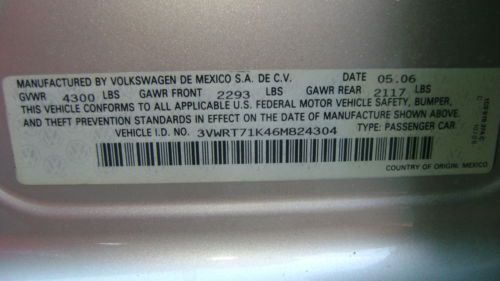 MANUFACTURED BY VOLKSWAGEN DE MEXICO S.A. DE C.V. DATE 05.06
GVWR 4300 LBS GAWR FRONT 2293 LBS GAWR REAR 2117 LBS
THIS VEHICLE CONFORMS TO ALL APPLICABLE U.S. FEDERAL MOTOR VEHICLE SAFETY, BUMPER,
AND THEFT PREVENTION STANDARDS IN EFFECT ON THE DATE OF MANUFACTURE SHOWN ABOVE.
VEHICLE I.D. NO. 3VWRT71K46M824304 TYPE: PASSENGER CAR.
COUNTRY OF ORIGIN: MEXICO